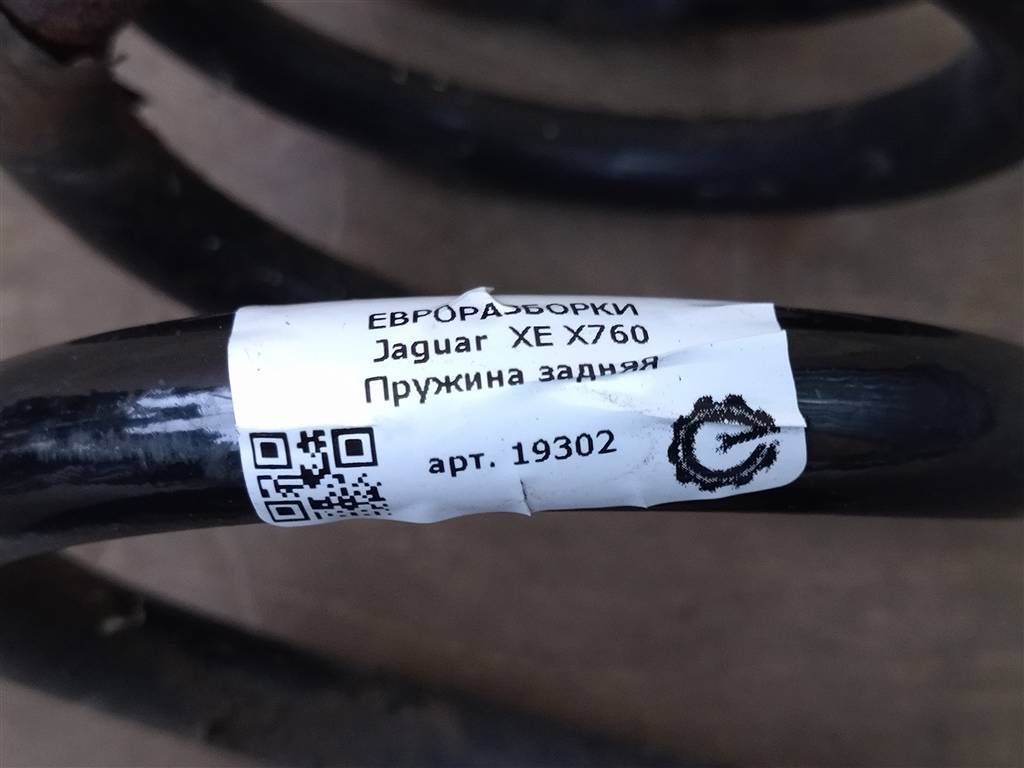 ЕВРОРАЗБОРКИ
Jaguar XE X760
Пружина задняя
арт. 19302